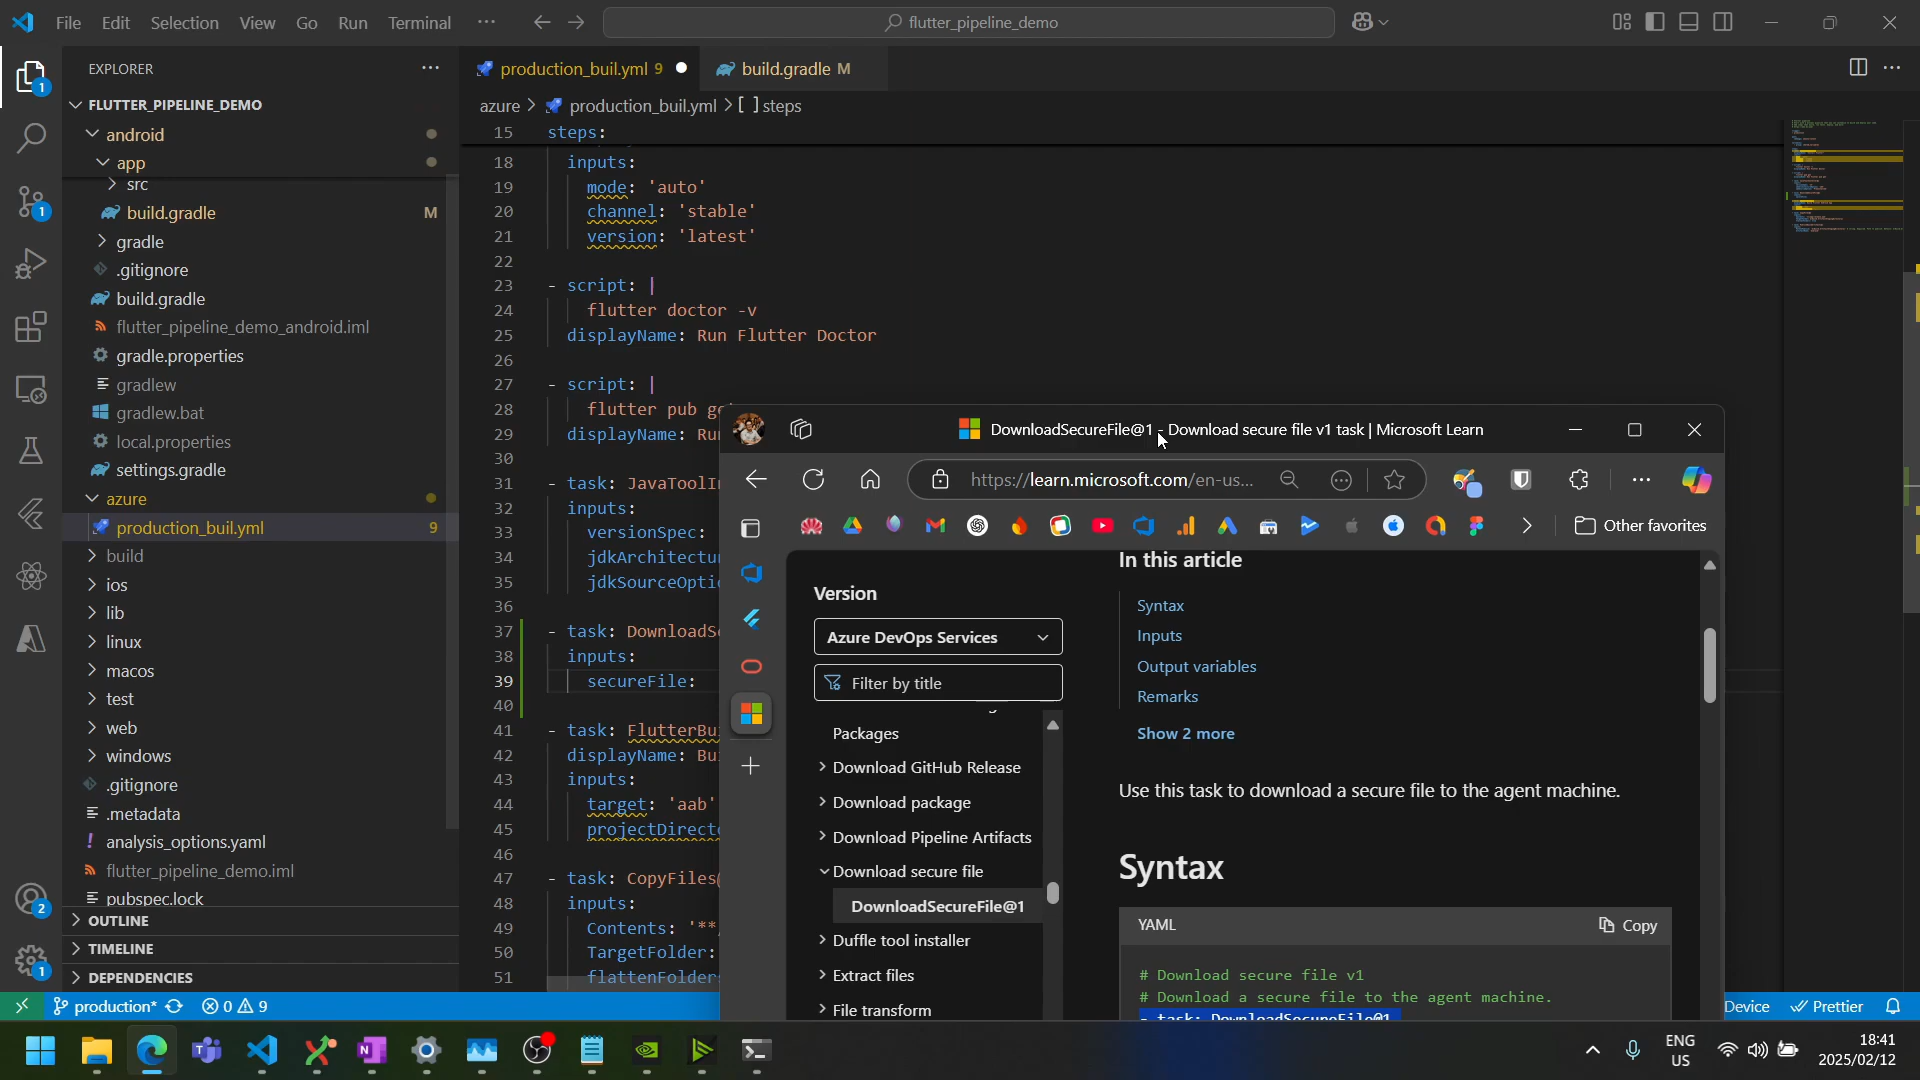 File Edit Selection View Go Run Terminal ···
flutter_pipeline_demo
EXPLORER
FLUTTER_PIPELINE_DEMO
android
app
src
build.gradle M
gradle
.gitignore
build.gradle
flutter_pipeline_demo_android.iml
gradle.properties
gradlew
gradlew.bat
local.properties
settings.gradle
azure
production_buil.yml 9
build
ios
lib
linux
macos
test
web
windows
.gitignore
.metadata
analysis_options.yaml
flutter_pipeline_demo.iml
pubspec.lock
OUTLINE
TIMELINE
DEPENDENCIES
1
1
2
1
production_buil.yml 9
build.gradle M
azure > production_buil.yml > [ ] steps
15 steps:
18 inputs:
19 mode: 'auto'
20 channel: 'stable'
21 version: 'latest'
22
23 - script: |
24 flutter doctor -v
25 displayName: Run Flutter Doctor
26
27 - script: |
28 flutter pub ge
29 displayName: Ru
30
31 - task: JavaToolI
32 inputs:
33 versionSpec:
34 jdkArchitectu
35 jdkSourceOptio
36
37 - task: DownloadS
38 inputs:
39 secureFile:
40
41 - task: FlutterBu
42 displayName: Bu
43 inputs:
44 target: 'aab'
45 projectDirect
46
47 - task: CopyFiles
48 inputs:
49 Contents: '**
50 TargetFolder:
51 flattenFolder
DownloadSecureFile@1 - Download secure file v1 task | Microsoft Learn
https://learn.microsoft.com/en-us...
Other favorites
Version
Azure DevOps Services
Filter by title
Packages
Download GitHub Release
Download package
Download Pipeline Artifacts
Download secure file
DownloadSecureFile@1
Duffle tool installer
Extract files
File transform
In this article
Syntax
Inputs
Output variables
Remarks
Show 2 more
Use this task to download a secure file to the agent machine.
Syntax
YAML Copy
# Download secure file v1
# Download a secure file to the agent machine.
- task: DownloadSecureFile@1
production* 0 9
Device Prettier
ENG
US
18:41
2025/02/12